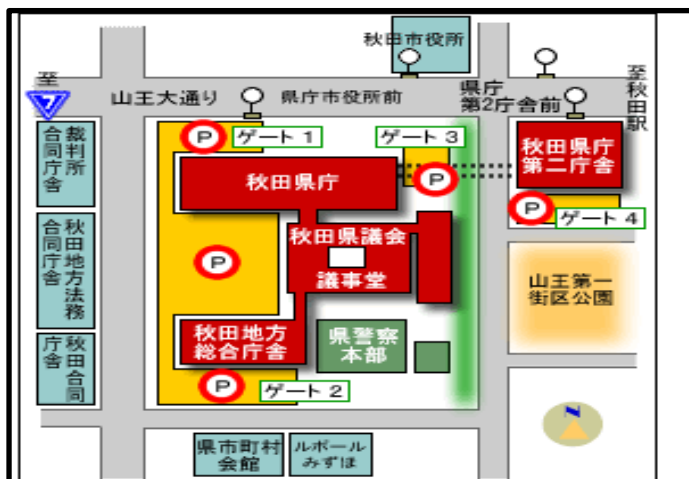 秋田市役所
至
7
山王大通り
県庁市役所前
県庁
第2庁舎前
至秋田駅
P
ゲート1
ゲート3
P
秋田県庁
秋田県庁
第二庁舎
P
ゲート4
裁判所
合同庁舎
秋田県議会
議事堂
P
秋田地方法務
合同庁舎
山王第一
街区公園
秋田地方
総合庁舎
県警察
本部
秋田合同
庁舎
P
ゲート2
N
県市町村
会館
ルポール
みずほ